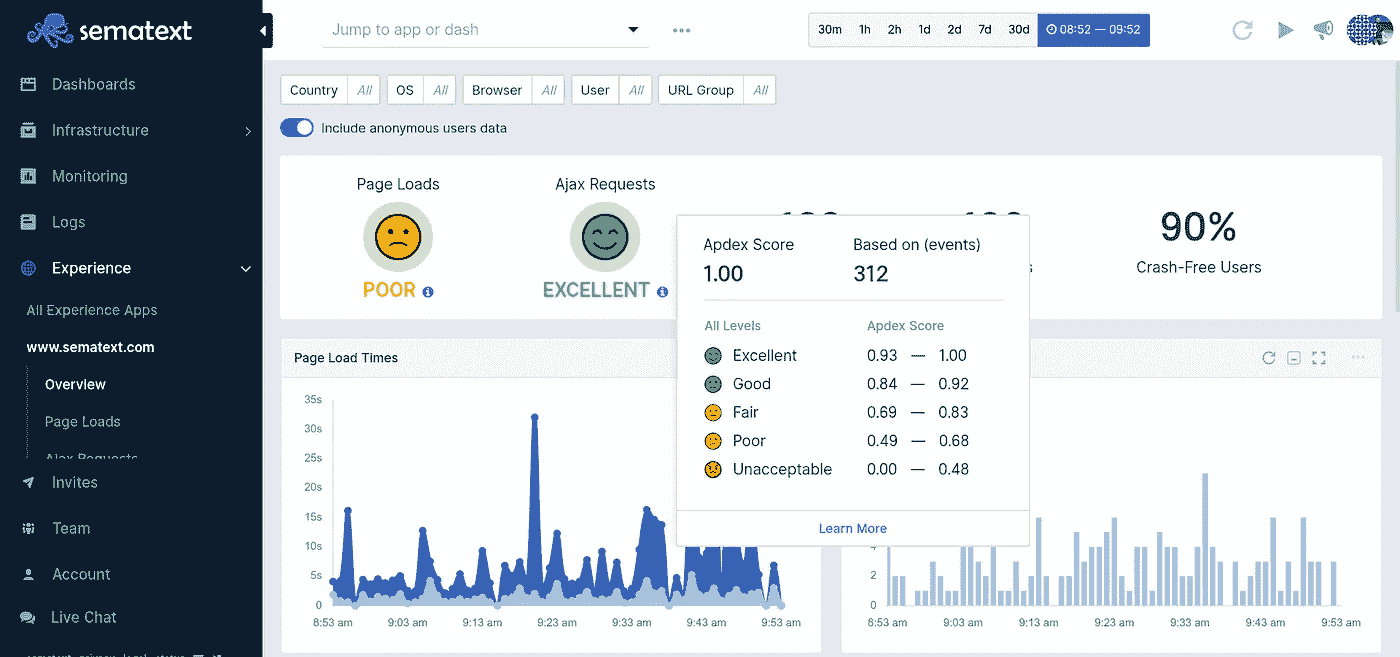 sematext
Jump to app or dash
30m 1h 2h 1d 2d 7d 30d 08:52 — 09:52
Dashboards
Infrastructure
Monitoring
Logs
Experience
All Experience Apps
www.sematext.com
Overview
Page Loads
Ajax Requests
Invites
Team
Account
Live Chat
Country All OS All Browser All User All URL Group All
Include anonymous users data
Page Loads
POOR
Ajax Requests
EXCELLENT
90%
Crash-Free Users
Apdex Score Based on (events)
1.00 312
All Levels Apdex Score
Excellent 0.93 — 1.00
Good 0.84 — 0.92
Fair 0.69 — 0.83
Poor 0.49 — 0.68
Unacceptable 0.00 — 0.48
Learn More
Page Load Times
35s
30s
25s
20s
15s
10s
5s
0
8:53 am 9:03 am 9:13 am 9:23 am 9:33 am 9:43 am 9:53 am
4
2
0
8:53 am 9:03 am 9:13 am 9:23 am 9:33 am 9:43 am 9:53 am